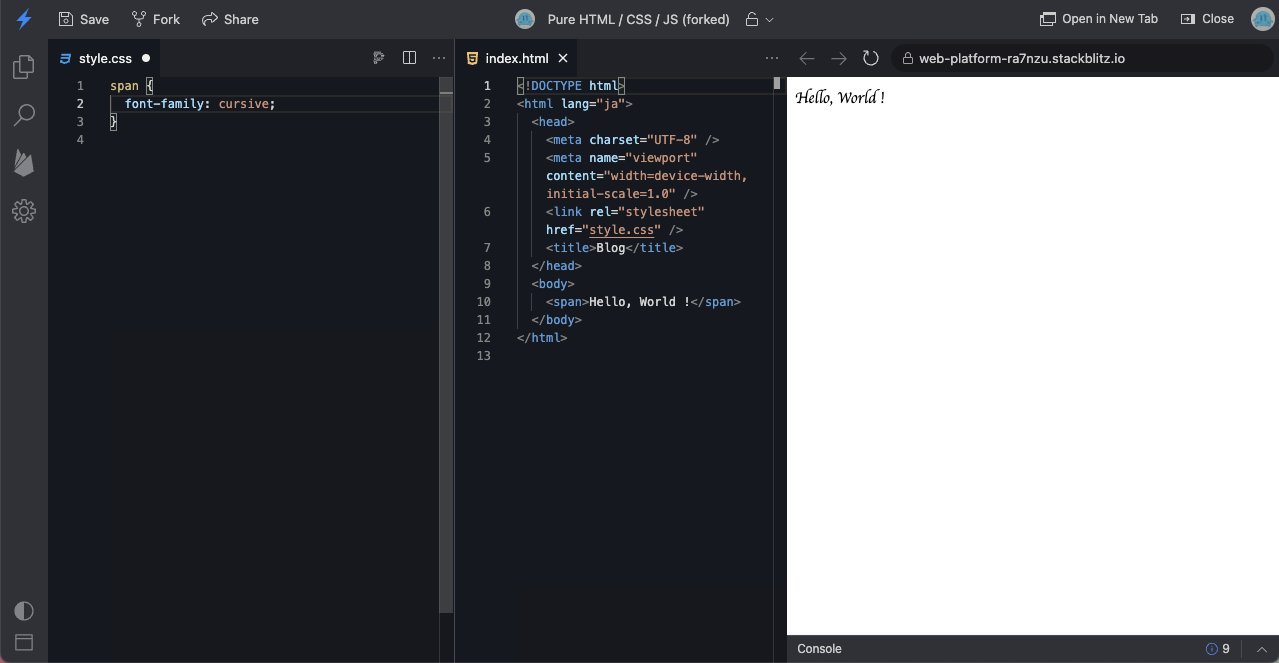 Save Fork Share Pure HTML / CSS / JS (forked) Open in New Tab Close
style.css
1 span {
2 font-family: cursive;
3 }
4
index.html
1 <!DOCTYPE html>
2 <html lang="ja">
3 <head>
4 <meta charset="UTF-8" />
5 <meta name="viewport"
content="width=device-width,
initial-scale=1.0" />
6 <link rel="stylesheet"
href="style.css" />
7 <title>Blog</title>
8 </head>
9 <body>
10 <span>Hello, World !</span>
11 </body>
12 </html>
13
web-platform-ra7nzu.stackblitz.io
Hello, World !
Console 9